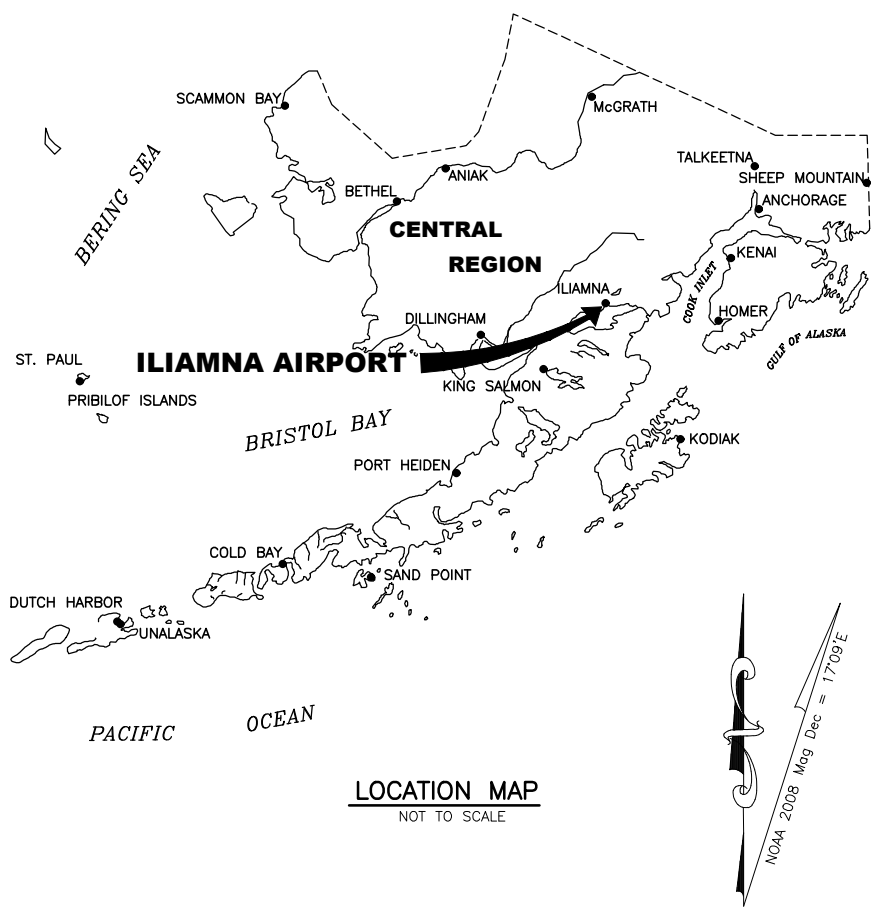 SCAMMON BAY
McGRATH
BERING SEA
TALKEETNA
SHEEP MOUNTAIN
ANIAK
BETHEL
ANCHORAGE
CENTRAL
REGION
KENAI
COOK INLET
ILIAMNA
HOMER
DILLINGHAM
GULF OF ALASKA
ST. PAUL
ILIAMNA AIRPORT
KING SALMON
PRIBILOF ISLANDS
BRISTOL BAY
KODIAK
PORT HEIDEN
COLD BAY
SAND POINT
DUTCH HARBOR
UNALASKA
PACIFIC OCEAN
NOAA 2008 Mag Dec = 17°09'E
LOCATION MAP
NOT TO SCALE